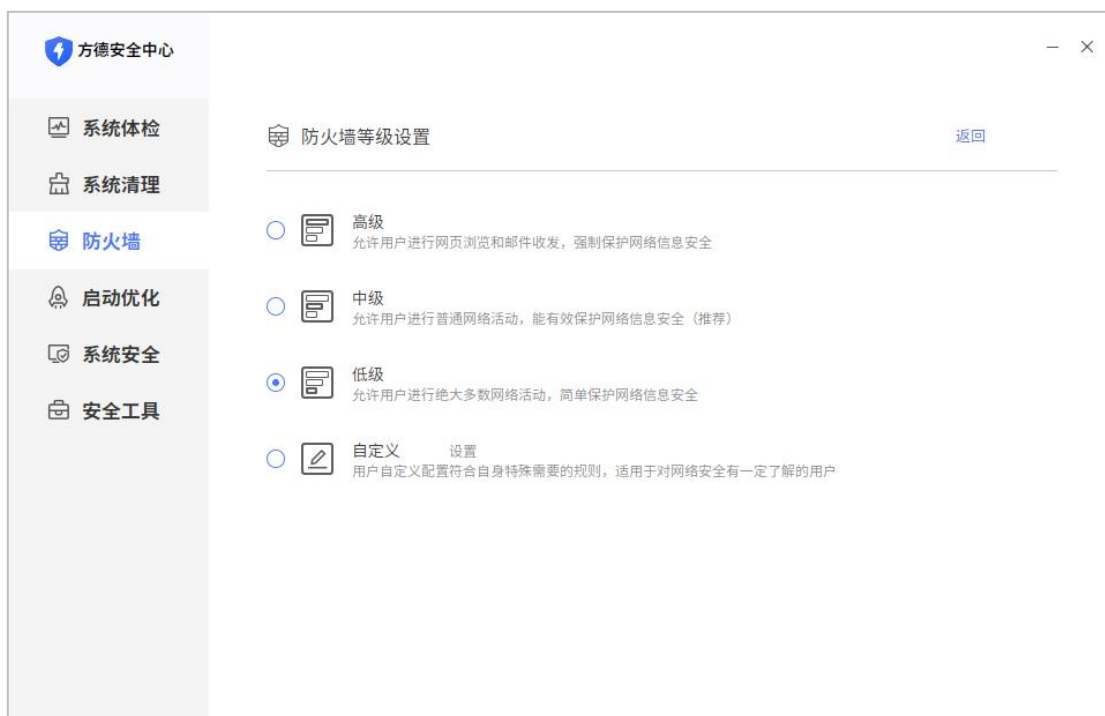 方德安全中心
系统体检
系统清理
防火墙
启动优化
系统安全
安全工具
防火墙等级设置
返回
高级
允许用户进行网页浏览和邮件收发，强制保护网络信息安全
中级
允许用户进行普通网络活动，能有效保护网络信息安全（推荐）
低级
允许用户进行绝大多数网络活动，简单保护网络信息安全
自定义 设置
用户自定义配置符合自身特殊需要的规则，适用于对网络安全有一定了解的用户